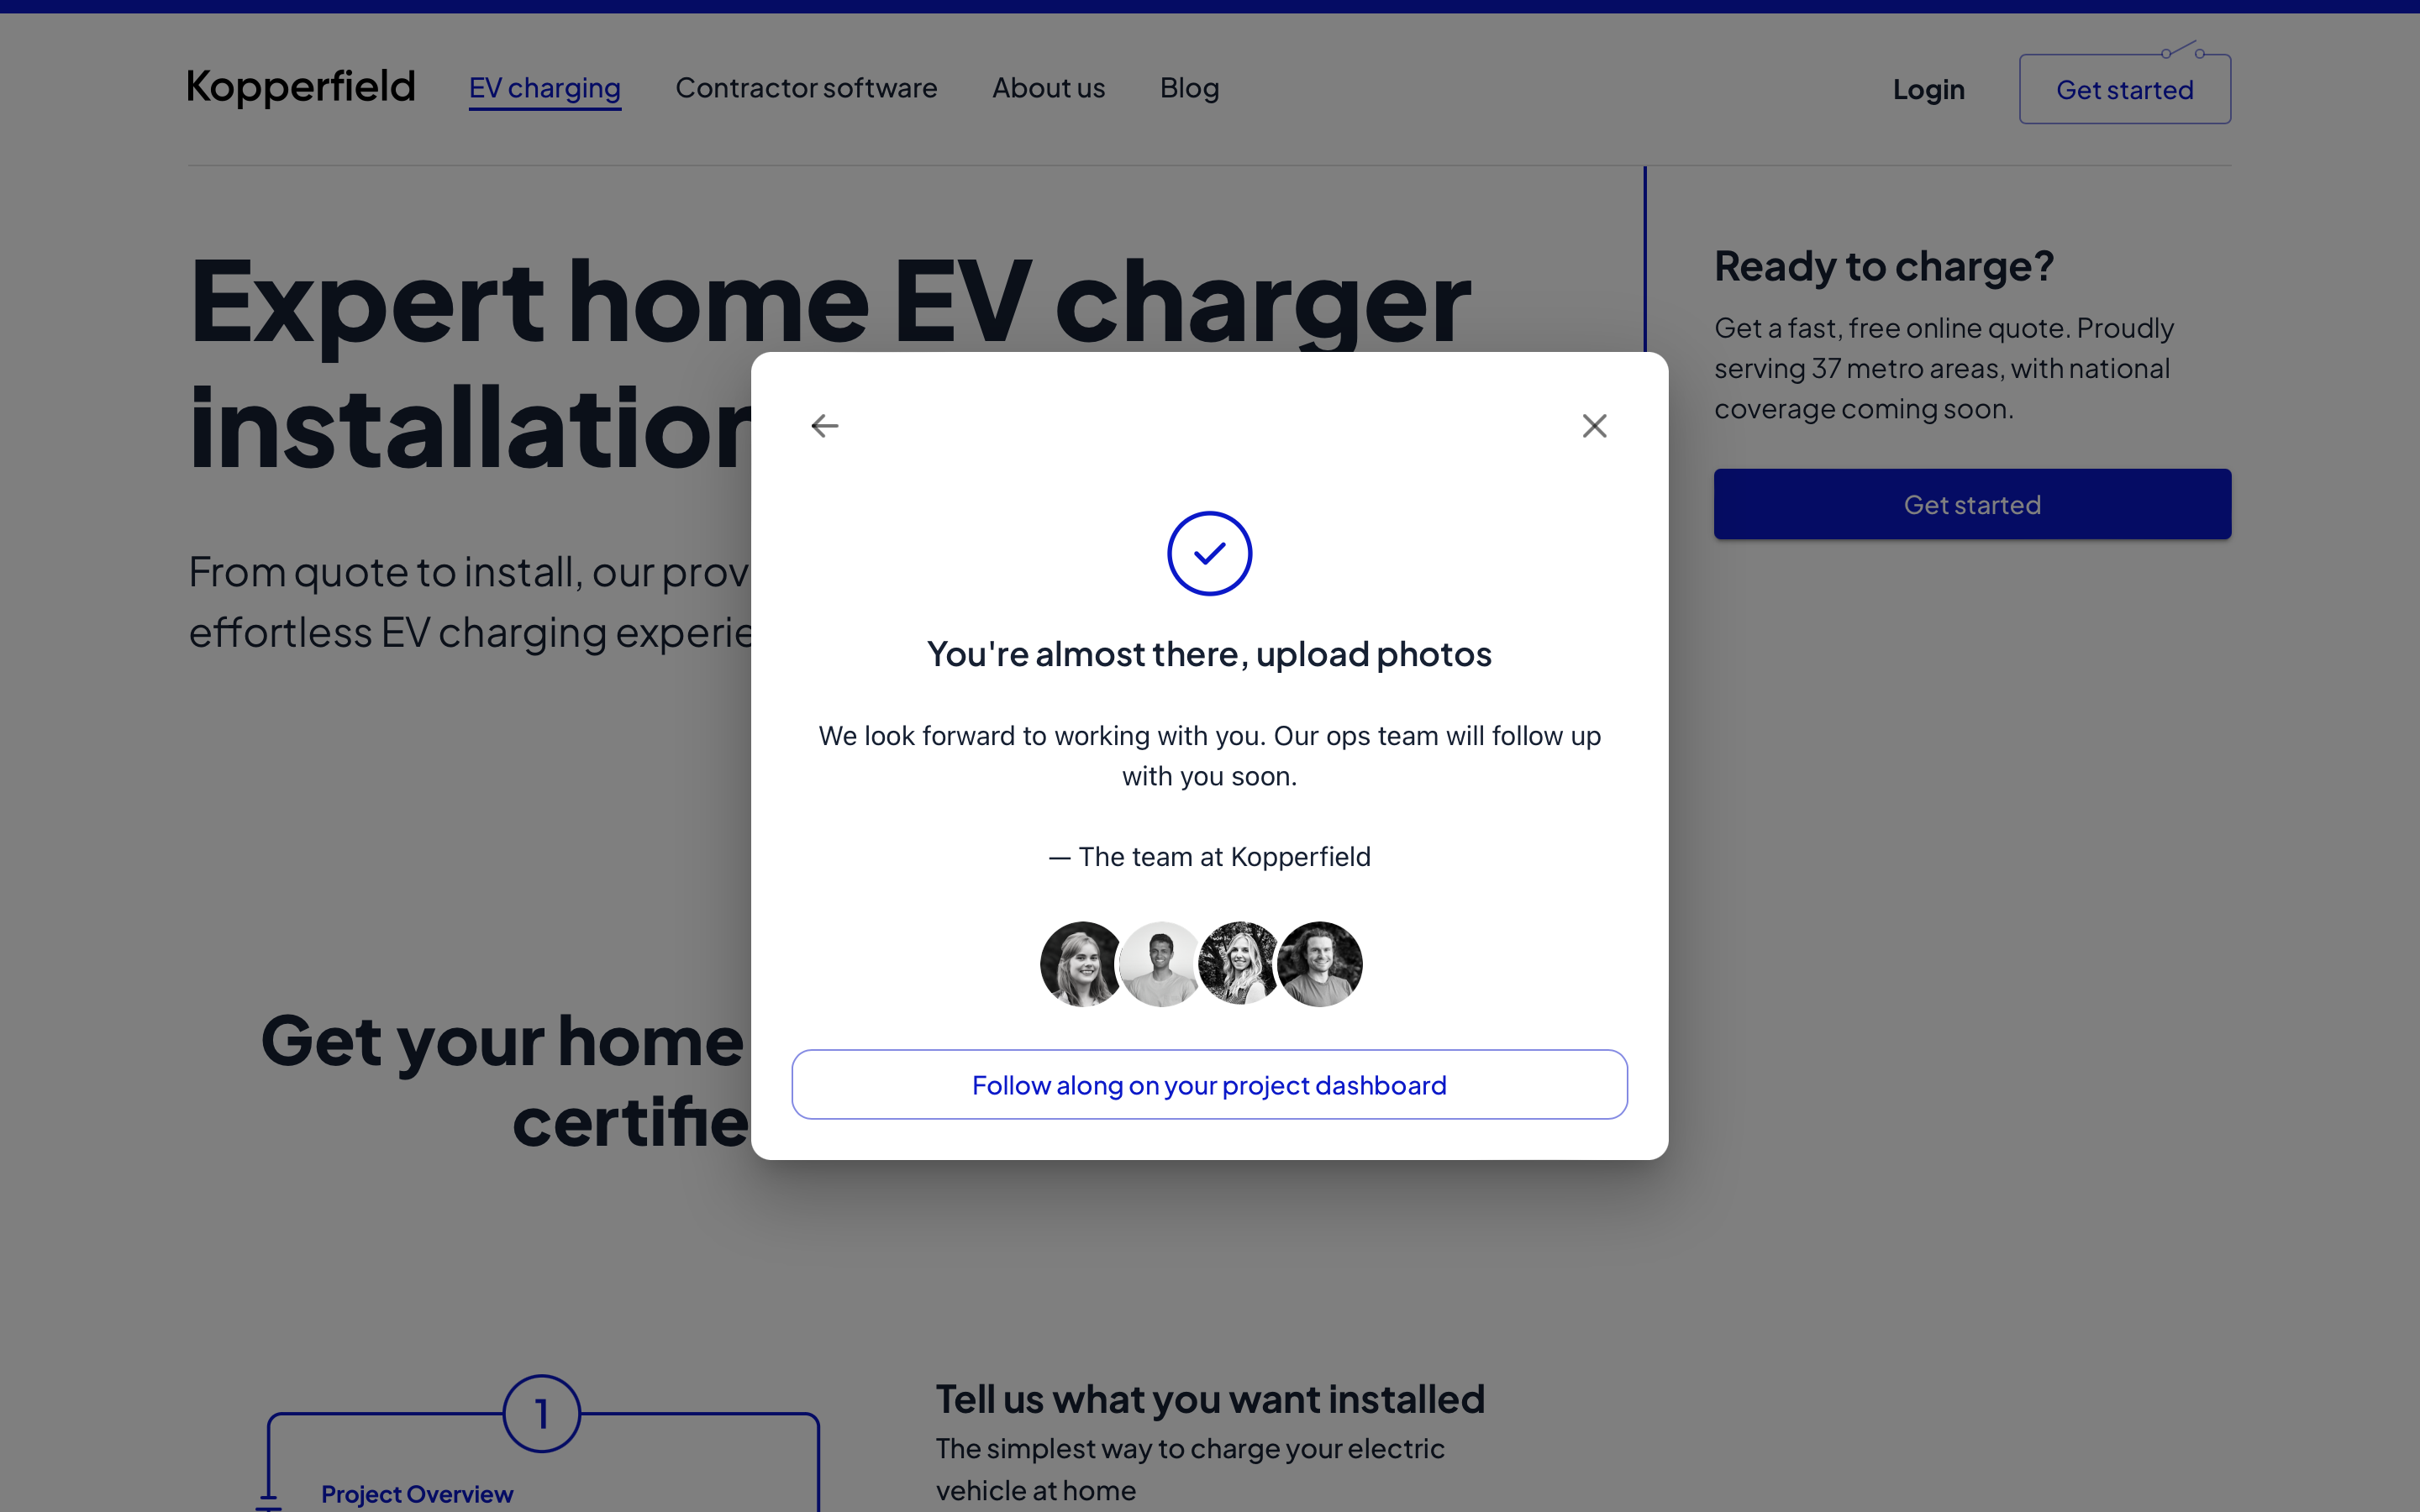 Kopperfield
EV charging
Contractor software
About us
Blog
Login
Get started
Expert home EV charger
installation
Ready to charge?
Get a fast, free online quote. Proudly
serving 37 metro areas, with national
coverage coming soon.
Get started
From quote to install, our
effortless EV charging
You're almost there, upload photos
We look forward to working with you. Our ops team will follow up
with you soon.
— The team at Kopperfield
Follow along on your project dashboard
Get your home
1
Project Overview
Tell us what you want installed
The simplest way to charge your electric
vehicle at home